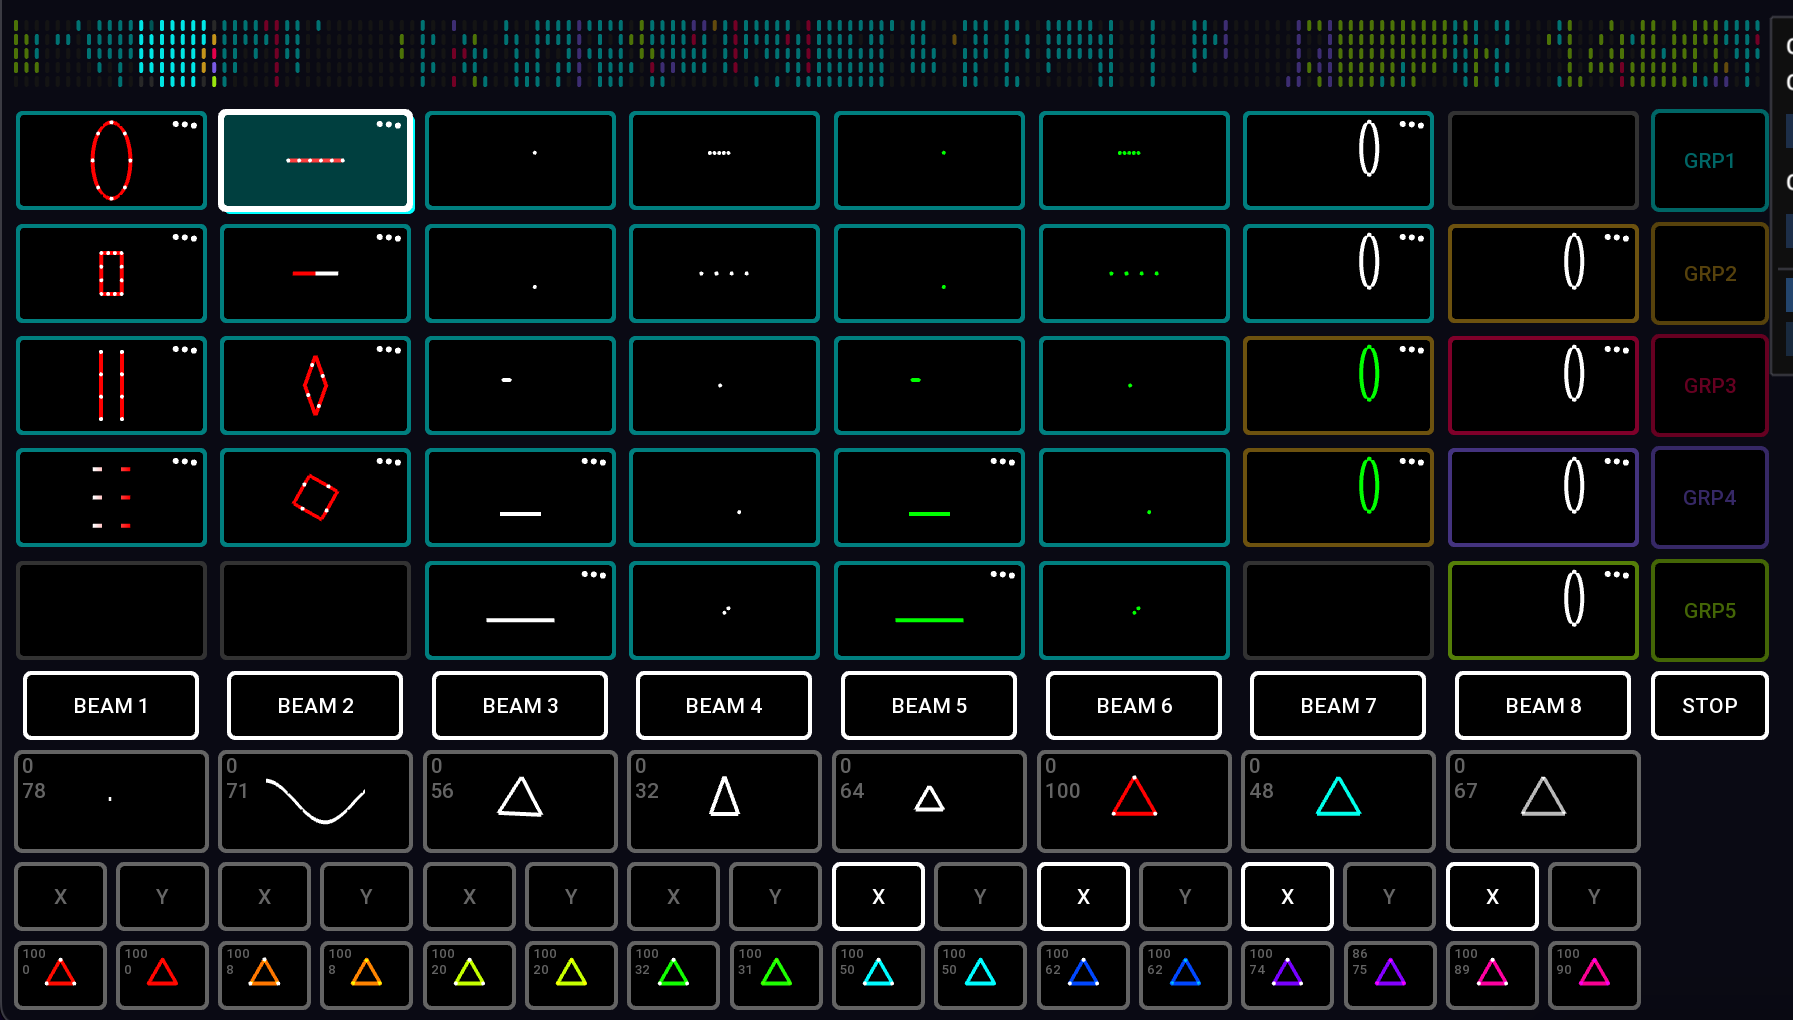 GRP1
GRP2
GRP3
GRP4
GRP5
BEAM 1 BEAM 2 BEAM 3 BEAM 4 BEAM 5 BEAM 6 BEAM 7 BEAM 8 STOP
0 0 0 0 0 0 0 0
78 71 56 32 64 100 48 67
X Y X Y X Y X Y X Y X Y X Y X Y
100 100 100 100 100 100 100 100 100 100 100 100 100 86 100 100
0 0 8 8 20 20 32 31 50 50 62 62 74 75 89 90